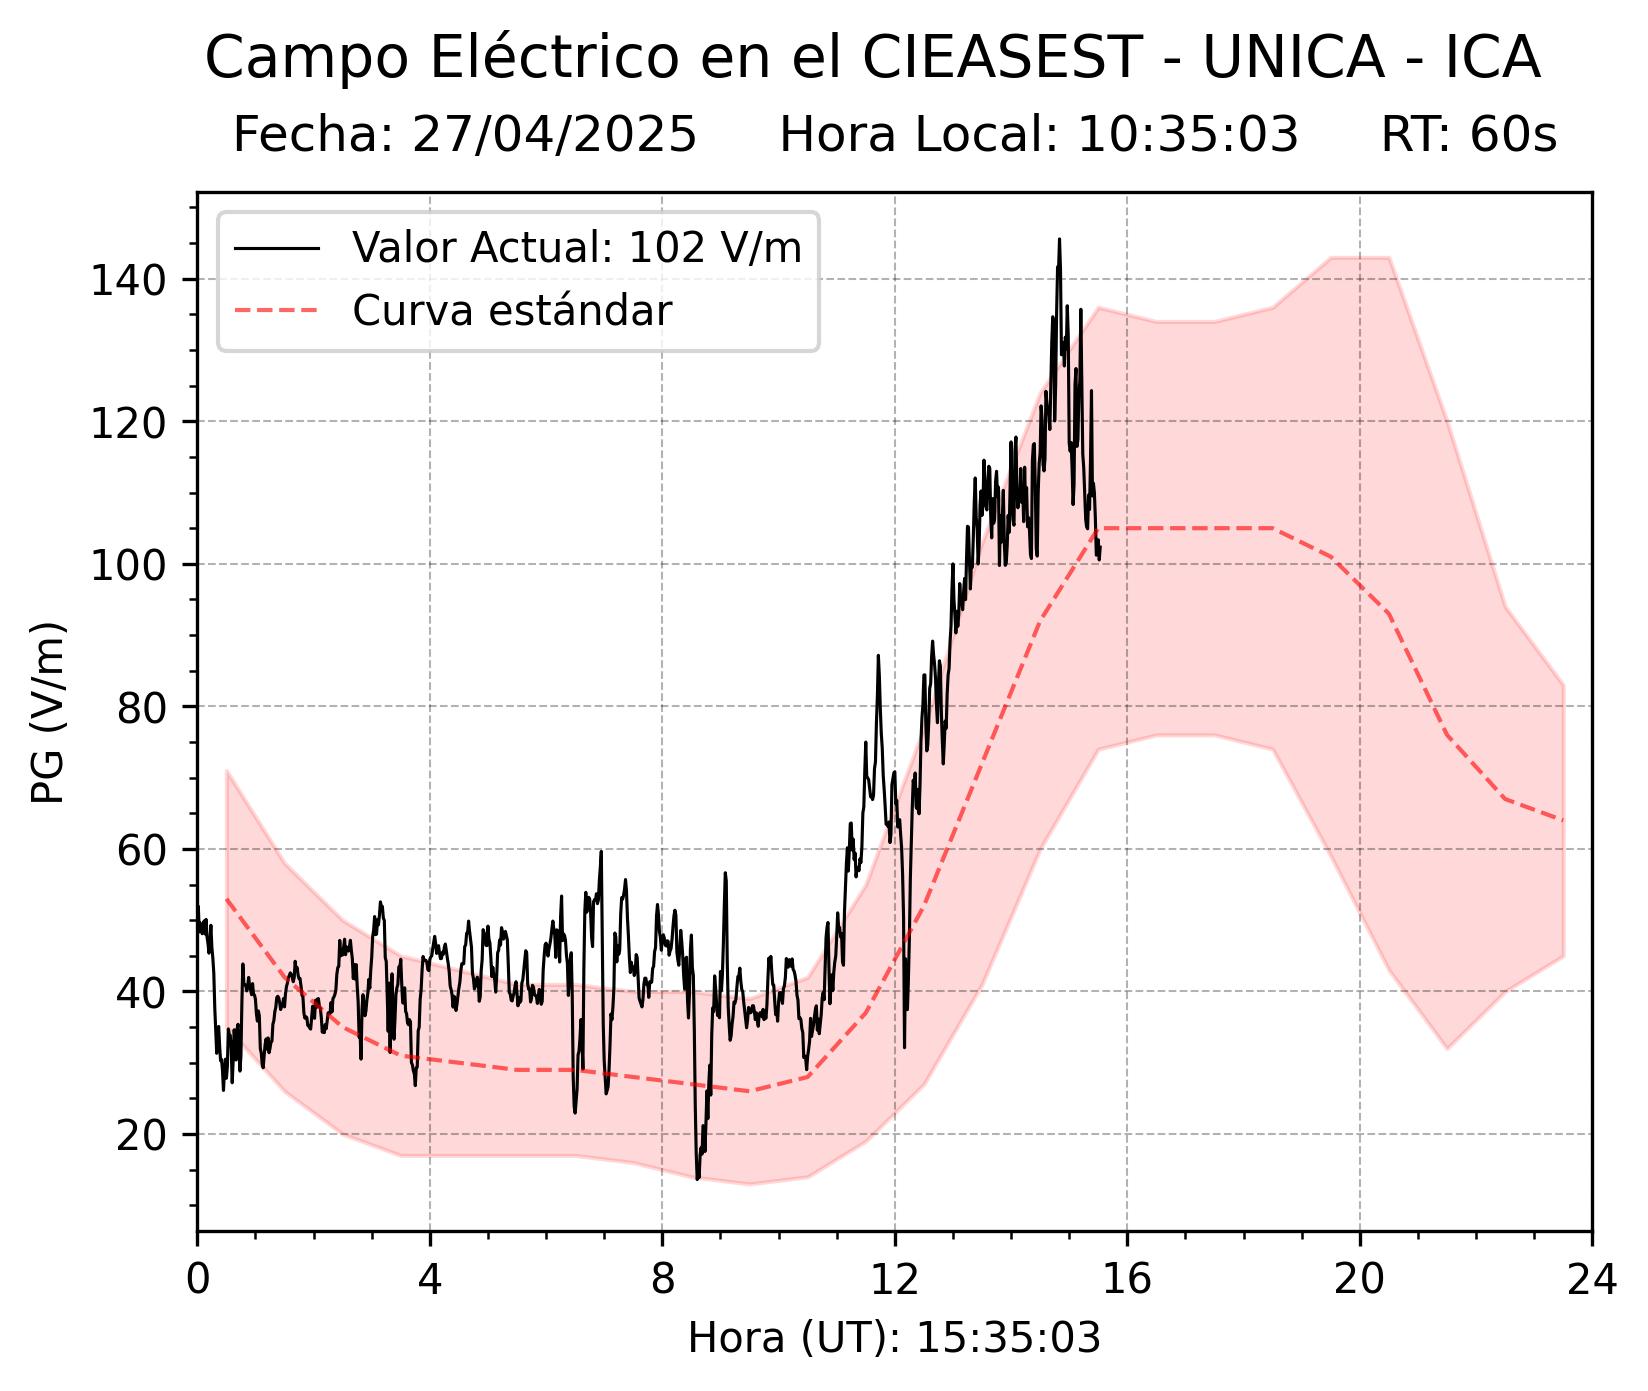 Campo Eléctrico en el CIEASEST - UNICA - ICA
Fecha: 27/04/2025 Hora Local: 10:35:03 RT: 60s
Valor Actual: 102 V/m
Curva estándar
140
120
100
80
60
40
20
PG (V/m)
0 4 8 12 16 20 24
Hora (UT): 15:35:03